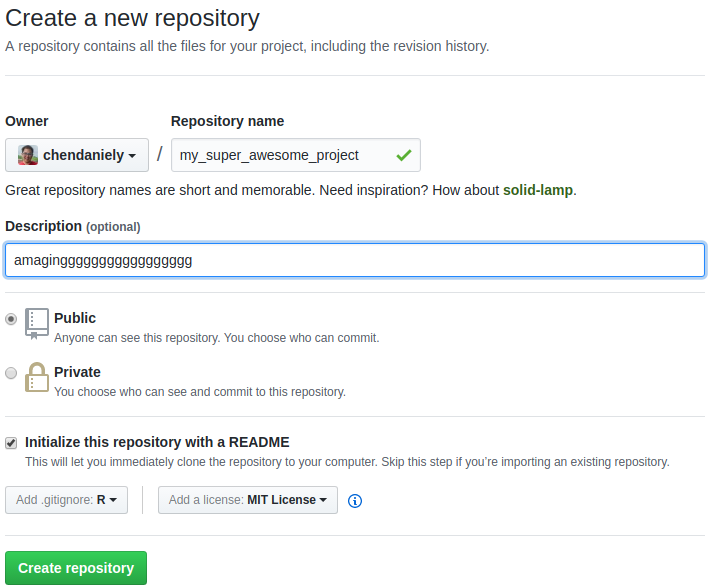 Create a new repository
A repository contains all the files for your project, including the revision history.
Owner Repository name
chendaniely / my_super_awesome_project
Great repository names are short and memorable. Need inspiration? How about solid-lamp.
Description (optional)
amagingggggggggggggggggg
Public
Anyone can see this repository. You choose who can commit.
Private
You choose who can see and commit to this repository.
Initialize this repository with a README
This will let you immediately clone the repository to your computer. Skip this step if you’re importing an existing repository.
Add .gitignore: R Add a license: MIT License
Create repository